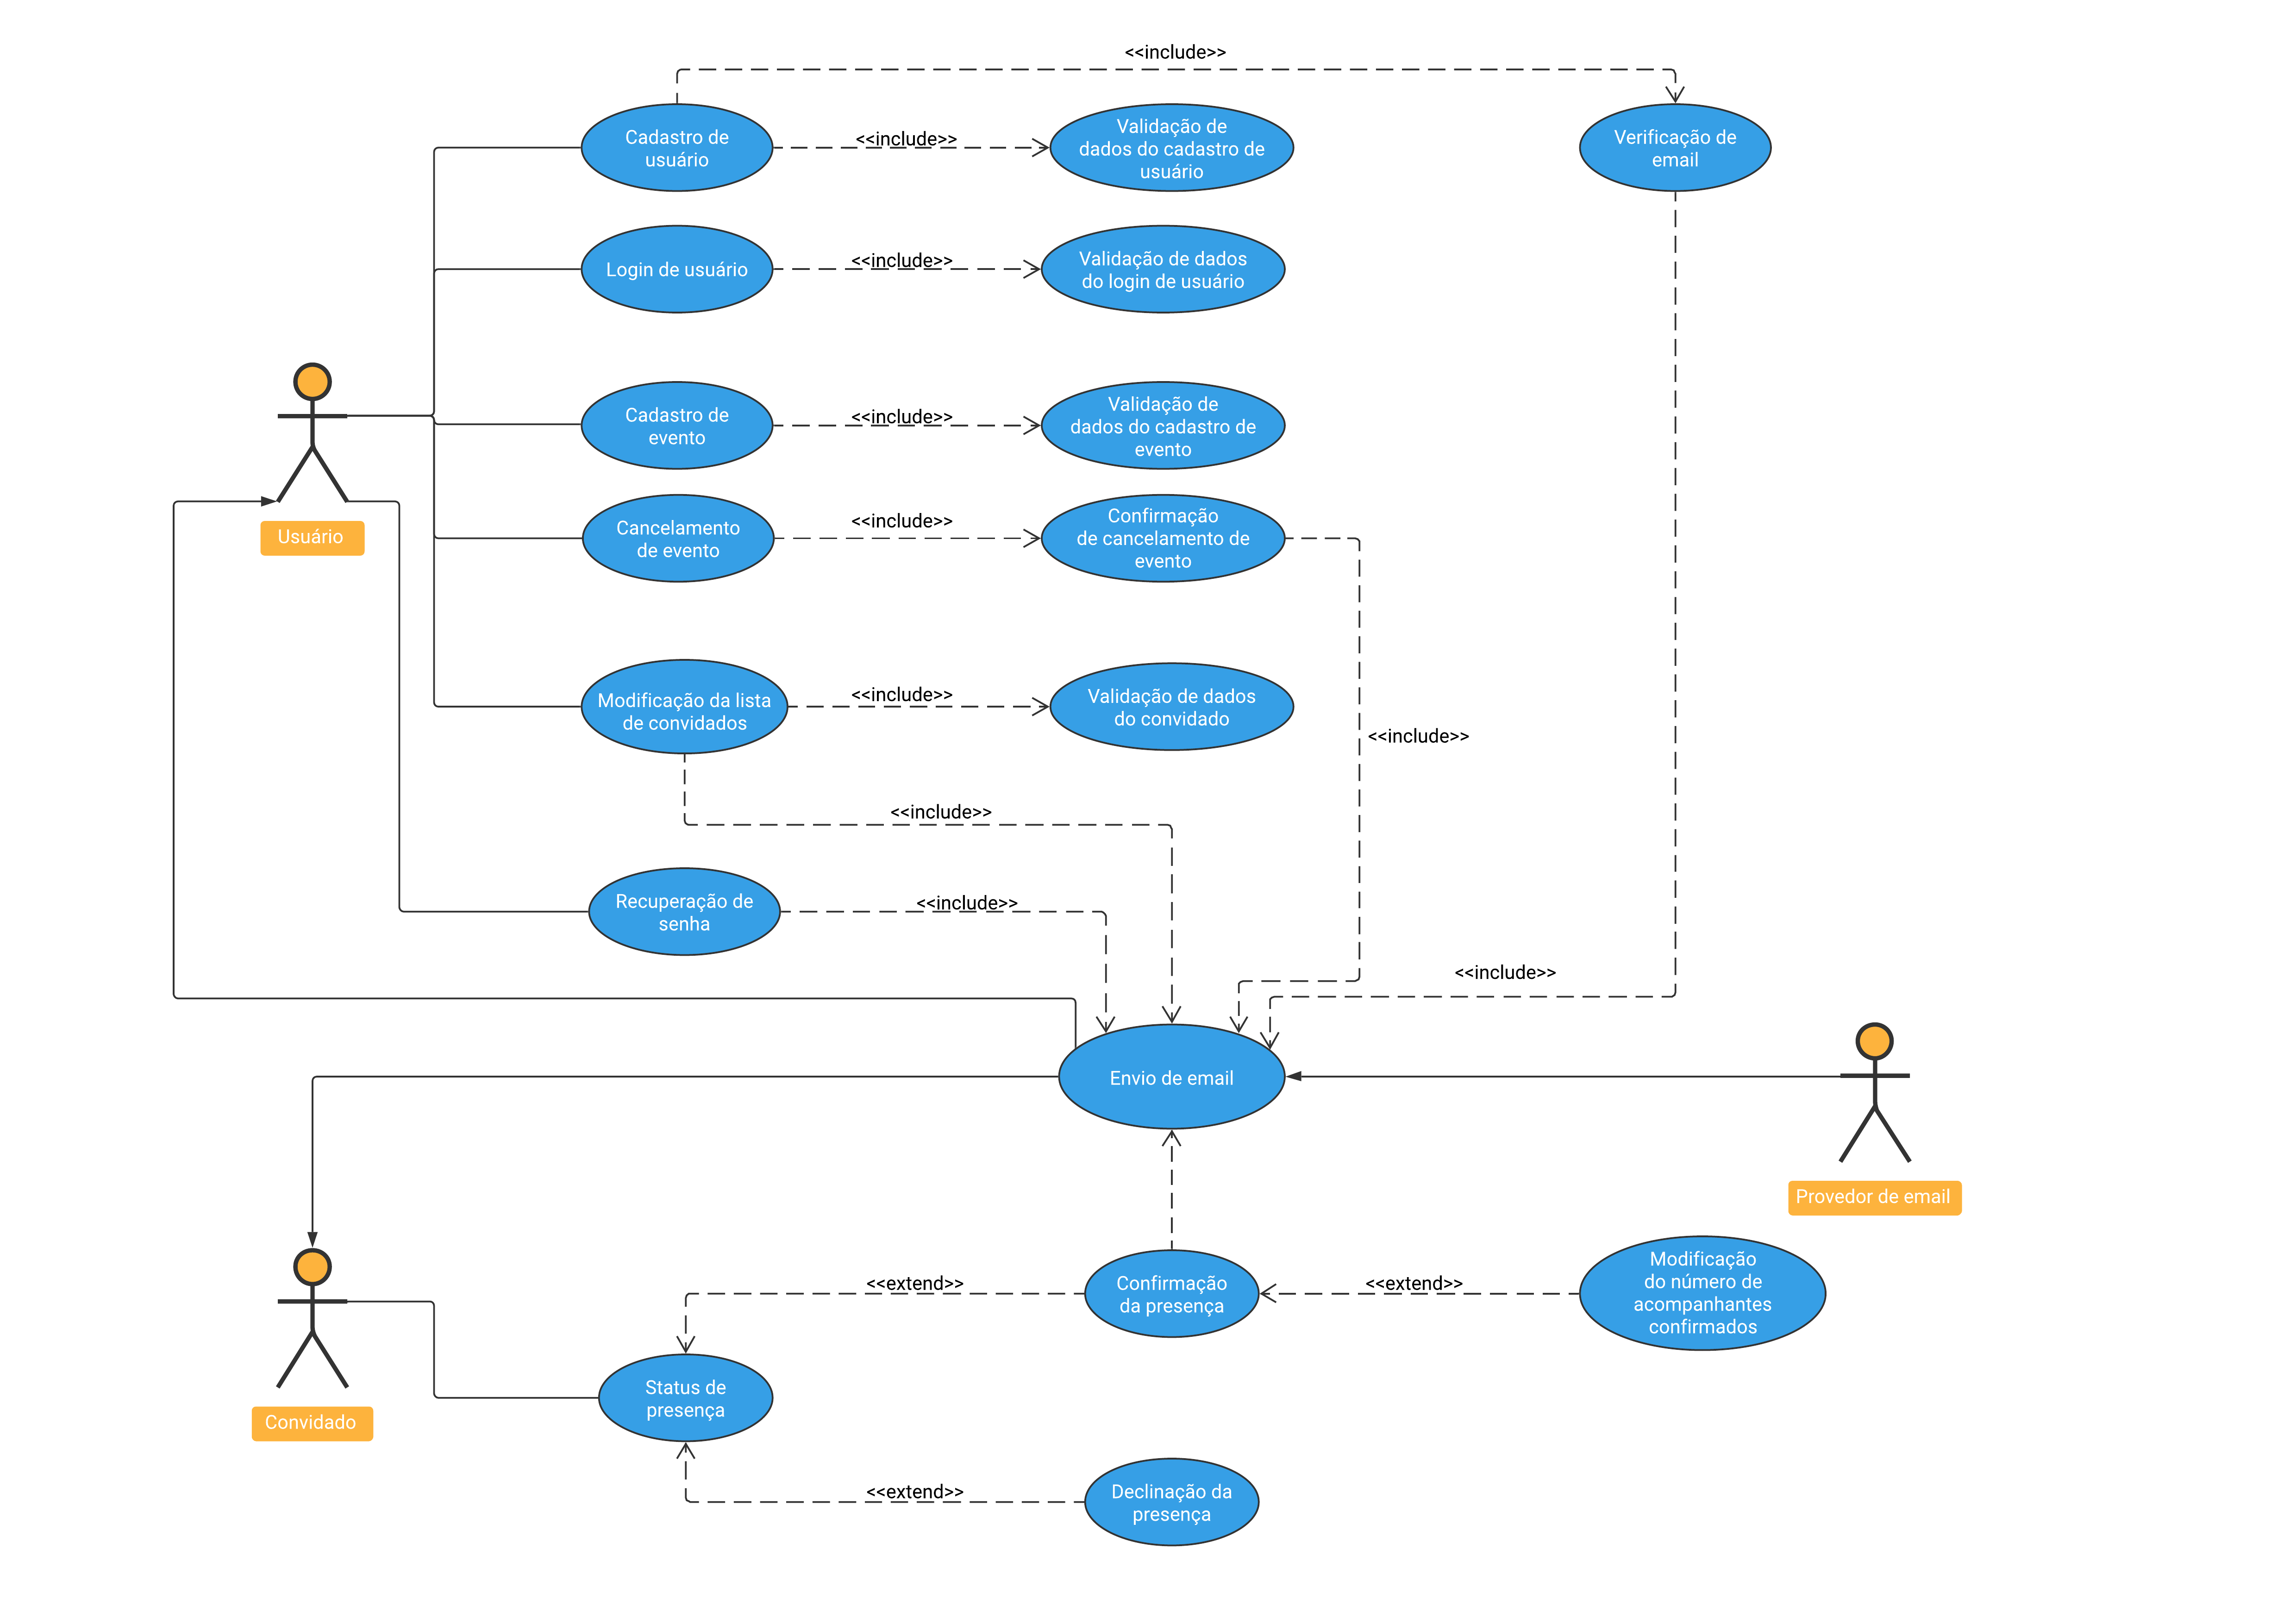 <<include>>
Cadastro de
usuário
<<include>>
Validação de
dados do cadastro de
usuário
Verificação de
email
Login de usuário
<<include>>
Validação de dados
do login de usuário
Cadastro de
evento
<<include>>
Validação de
dados do cadastro de
evento
Usuário
Cancelamento
de evento
<<include>>
Confirmação
de cancelamento de
evento
Modificação da lista
de convidados
<<include>>
Validação de dados
do convidado
<<include>>
<<include>>
Recuperação de
senha
<<include>>
<<include>>
Envio de email
Provedor de email
<<extend>>
Confirmação
da presença
<<extend>>
Modificação
do número de
acompanhantes
confirmados
Convidado
Status de
presença
<<extend>>
Declinação da
presença